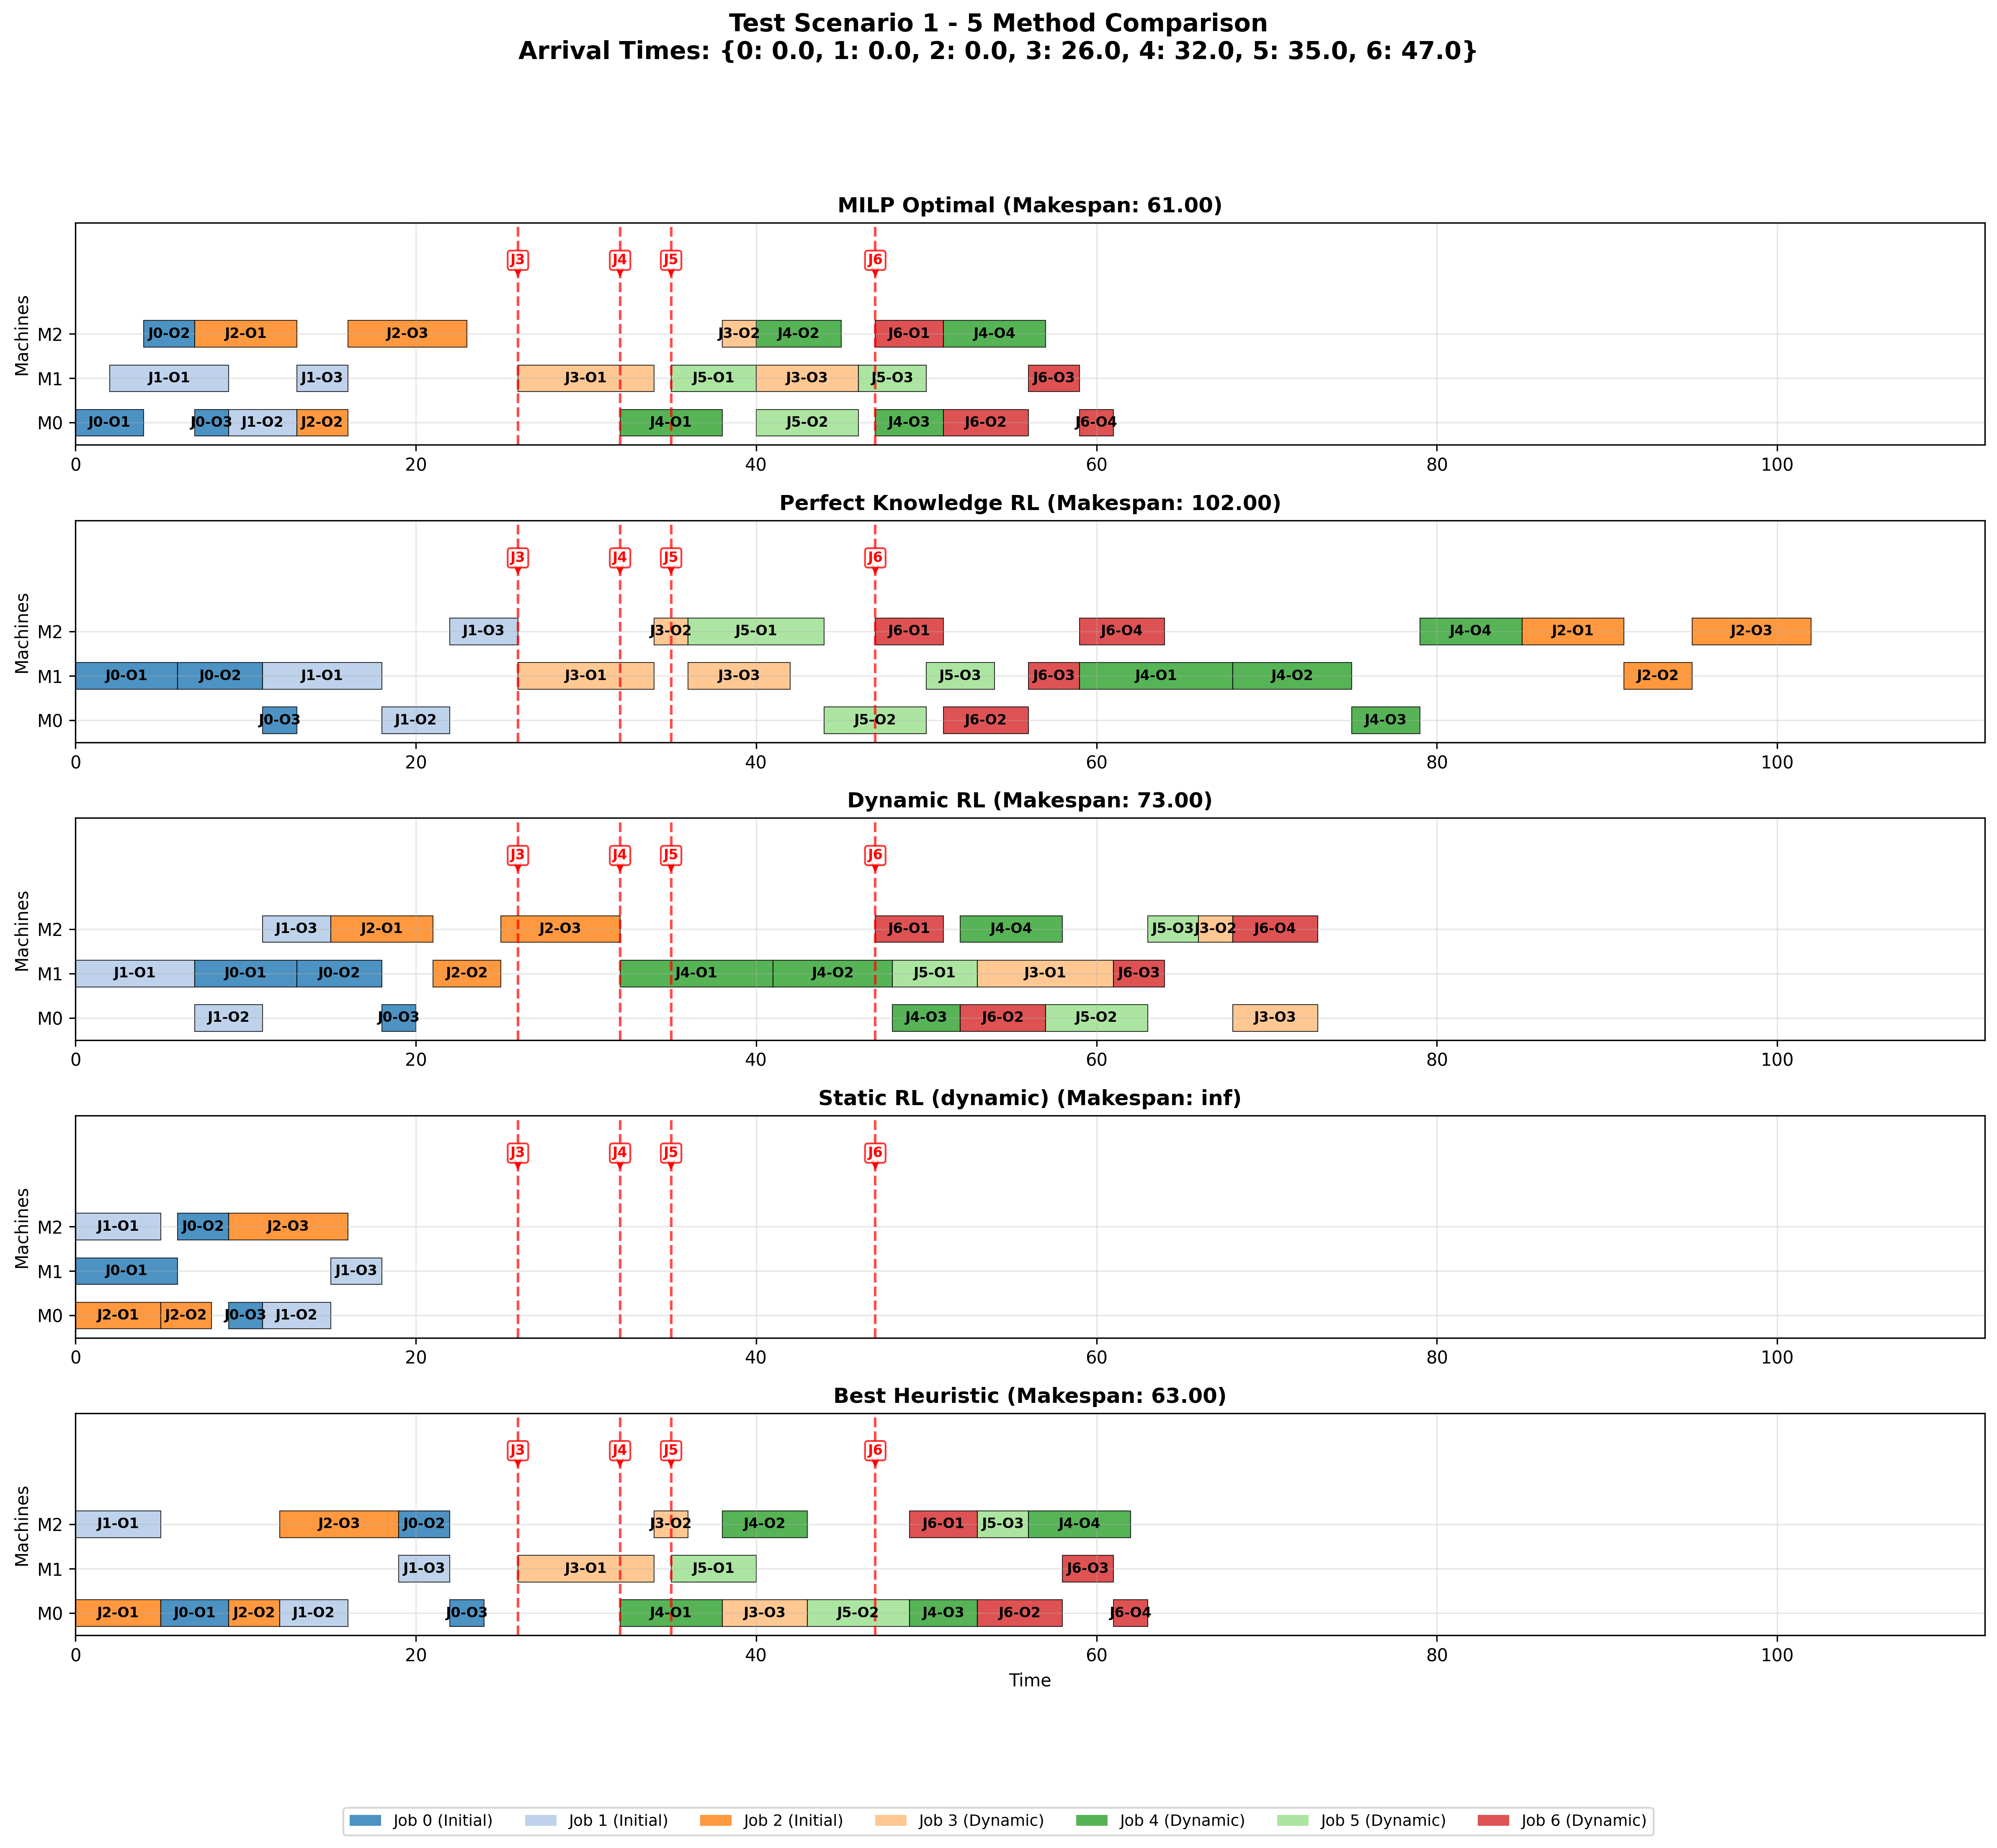 Test Scenario 1 - 5 Method Comparison
Arrival Times: {0: 0.0, 1: 0.0, 2: 0.0, 3: 26.0, 4: 32.0, 5: 35.0, 6: 47.0}
MILP Optimal (Makespan: 61.00)
J3 J4 J5 J6
Machines
M2 J0-O2 J2-O1 J2-O3 J3-O2 J4-O2 J6-O1 J4-O4
M1 J1-O1 J1-O3 J3-O1 J5-O1 J3-O3 J5-O3 J6-O3
M0 J0-O1 J0-O3 J1-O2 J2-O2 J4-O1 J5-O2 J4-O3 J6-O2 J6-O4
0 20 40 60 80 100
Perfect Knowledge RL (Makespan: 102.00)
J3 J4 J5 J6
Machines
M2 J1-O3 J3-O2 J5-O1 J6-O1 J6-O4 J4-O4 J2-O1 J2-O3
M1 J0-O1 J0-O2 J1-O1 J3-O1 J3-O3 J5-O3 J6-O3 J4-O1 J4-O2 J2-O2
M0 J0-O3 J1-O2 J5-O2 J6-O2 J4-O3
0 20 40 60 80 100
Dynamic RL (Makespan: 73.00)
J3 J4 J5 J6
Machines
M2 J1-O3 J2-O1 J2-O3 J6-O1 J4-O4 J5-O3 J3-O2 J6-O4
M1 J1-O1 J0-O1 J0-O2 J2-O2 J4-O1 J4-O2 J5-O1 J3-O1 J6-O3
M0 J1-O2 J0-O3 J4-O3 J6-O2 J5-O2 J3-O3
0 20 40 60 80 100
Static RL (dynamic) (Makespan: inf)
J3 J4 J5 J6
Machines
M2 J1-O1 J0-O2 J2-O3
M1 J0-O1 J1-O3
M0 J2-O1 J2-O2 J0-O3 J1-O2
0 20 40 60 80 100
Best Heuristic (Makespan: 63.00)
J3 J4 J5 J6
Machines
M2 J1-O1 J2-O3 J0-O2 J3-O2 J4-O2 J6-O1 J5-O3 J4-O4
M1 J1-O3 J3-O1 J5-O1 J6-O3
M0 J2-O1 J0-O1 J2-O2 J1-O2 J0-O3 J4-O1 J3-O3 J5-O2 J4-O3 J6-O2 J6-O4
0 20 40 60 80 100
Time
Job 0 (Initial) Job 1 (Initial) Job 2 (Initial) Job 3 (Dynamic) Job 4 (Dynamic) Job 5 (Dynamic) Job 6 (Dynamic)